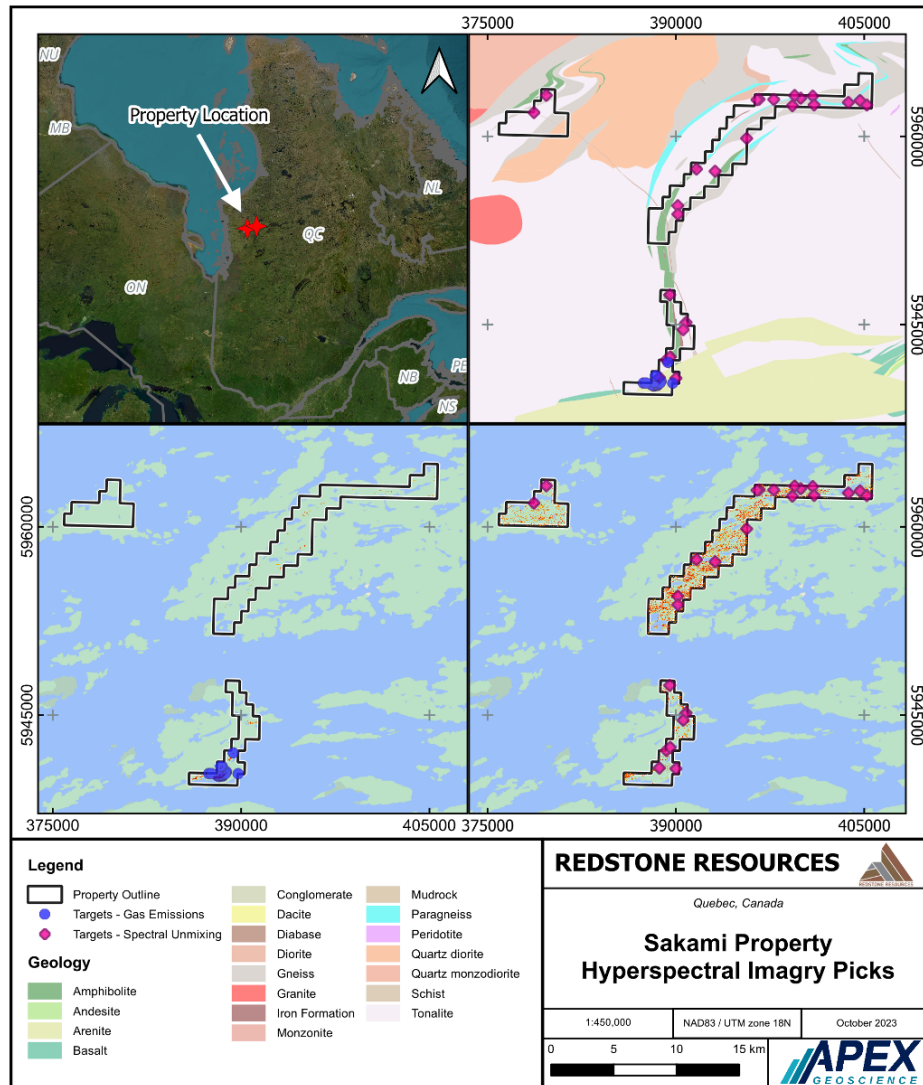 375000
390000
405000
NU
MB
Property Location
NL
QC
ON
NB
PE
NS
5960000
5945000
5960000
5945000
5960000
5945000
375000
390000
405000
375000
390000
405000
Legend
Property Outline
Targets - Gas Emissions
Targets - Spectral Unmixing
Geology
Amphibolite
Andesite
Arenite
Basalt
Conglomerate
Dacite
Diabase
Diorite
Gneiss
Granite
Iron Formation
Monzonite
Mudrock
Paragneiss
Peridotite
Quartz diorite
Quartz monzodiorite
Schist
Tonalite
REDSTONE RESOURCES
REDSTONE RESOURCES
Quebec, Canada
Sakami Property
Hyperspectral Imagry Picks
1:450,000
NAD83 / UTM zone 18N
October 2023
0 5 10 15 km
APEX
GEOSCIENCE